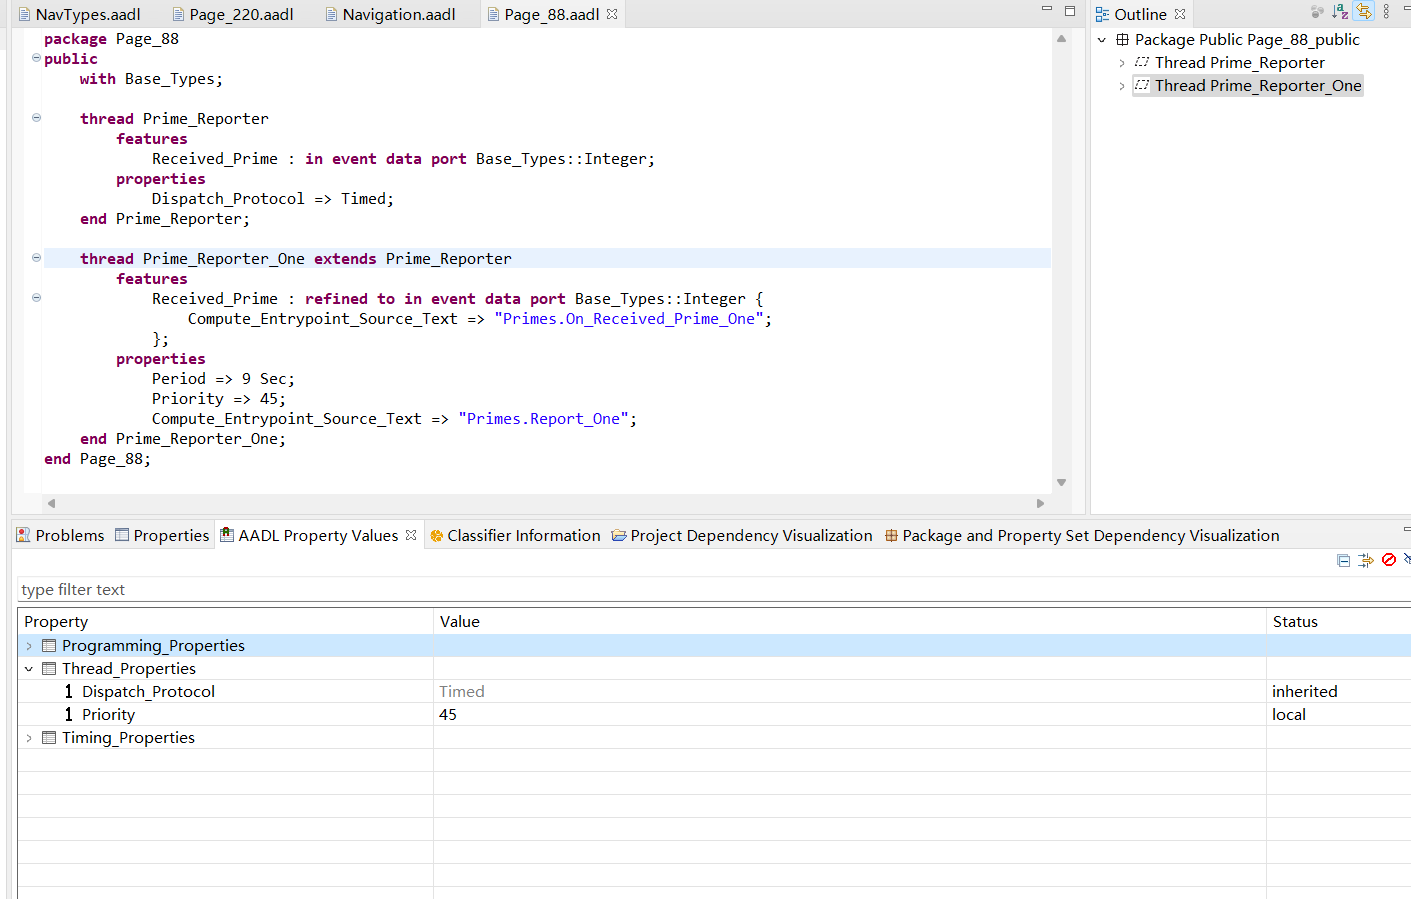 NavTypes.aadl
Page_220.aadl
Navigation.aadl
Page_88.aadl
package Page_88
public
with Base_Types;
thread Prime_Reporter
features
Received_Prime : in event data port Base_Types::Integer;
properties
Dispatch_Protocol => Timed;
end Prime_Reporter;
thread Prime_Reporter_One extends Prime_Reporter
features
Received_Prime : refined to in event data port Base_Types::Integer {
Compute_Entrypoint_Source_Text => "Primes.On_Received_Prime_One";
};
properties
Period => 9 Sec;
Priority => 45;
Compute_Entrypoint_Source_Text => "Primes.Report_One";
end Prime_Reporter_One;
end Page_88;
Outline
Package Public Page_88_public
Thread Prime_Reporter
Thread Prime_Reporter_One
Problems
Properties
AADL Property Values
Classifier Information
Project Dependency Visualization
Package and Property Set Dependency Visualization
type filter text
Property Value Status
Programming_Properties
Thread_Properties
1 Dispatch_Protocol Timed inherited
1 Priority 45 local
Timing_Properties